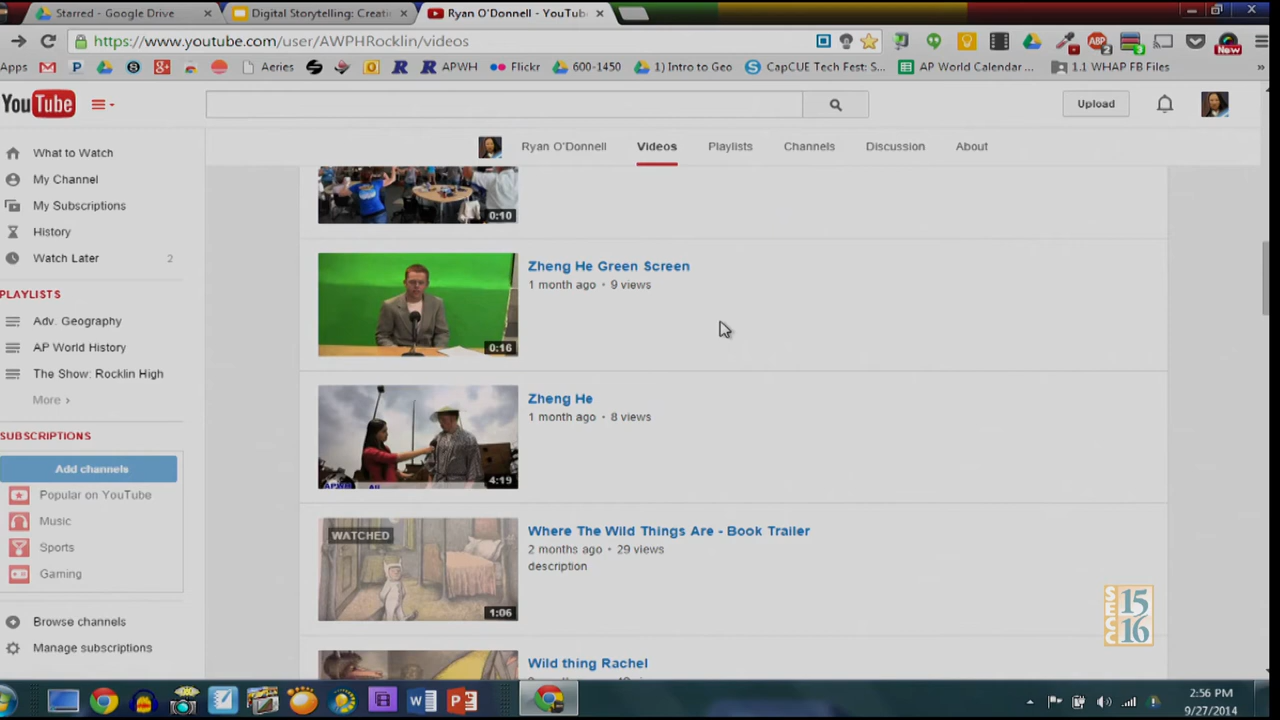 Starred - Google Drive
Digital Storytelling: Creati
Ryan O'Donnell - YouTub
https://www.youtube.com/user/AWPHRocklin/videos
Apps
Aeries
APWH
Flickr
600-1450
1) Intro to Geo
CapCUE Tech Fest: S...
AP World Calendar ...
1.1 WHAP FB Files
New
YouTube
Upload
Ryan O'Donnell
Videos
Playlists
Channels
Discussion
About
What to Watch
My Channel
My Subscriptions
History
Watch Later 2
PLAYLISTS
Adv. Geography
AP World History
The Show: Rocklin High
More ›
SUBSCRIPTIONS
Add channels
Popular on YouTube
Music
Sports
Gaming
Browse channels
Manage subscriptions
0:10
Zheng He Green Screen
1 month ago • 9 views
0:16
Zheng He
1 month ago • 8 views
4:19
Where The Wild Things Are - Book Trailer
2 months ago • 29 views
description
WATCHED
1:06
Wild thing Rachel
SECC
15
16
2:56 PM
9/27/2014